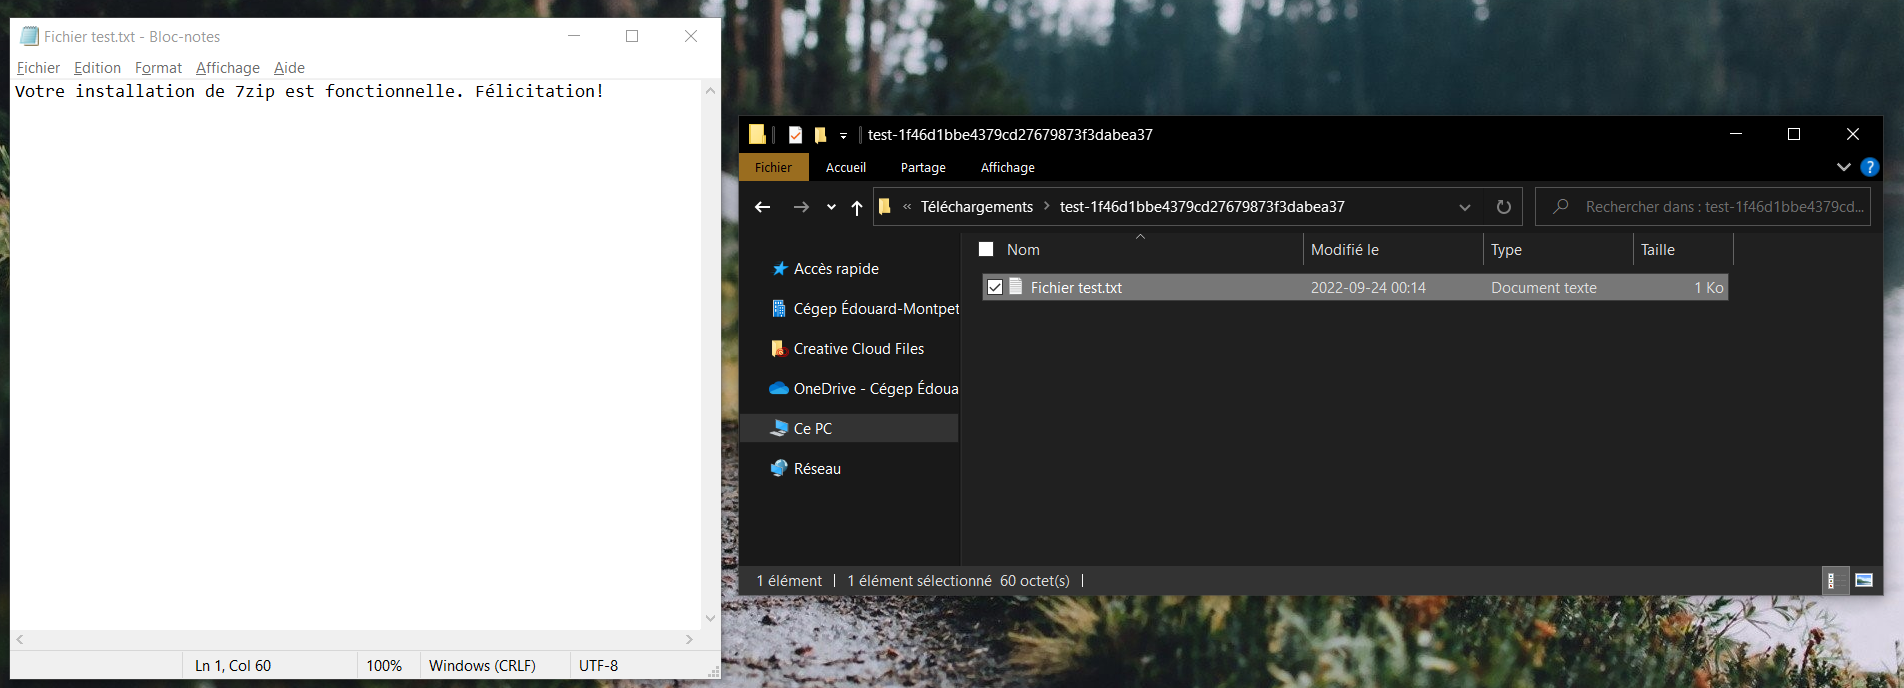 Fichier test.txt - Bloc-notes
Fichier Edition Format Affichage Aide
Votre installation de 7zip est fonctionnelle. Félicitation!
Ln 1, Col 60 100% Windows (CRLF) UTF-8
test-1f46d1bbe4379cd27679873f3dabea37
Fichier Accueil Partage Affichage ?
« Téléchargements > test-1f46d1bbe4379cd27679873f3dabea37
Rechercher dans : test-1f46d1bbe4379cd...
Accès rapide
Cégep Édouard-Montpet
Creative Cloud Files
OneDrive - Cégep Édoua
Ce PC
Réseau
Nom Modifié le Type Taille
Fichier test.txt 2022-09-24 00:14 Document texte 1 Ko
1 élément 1 élément sélectionné 60 octet(s)